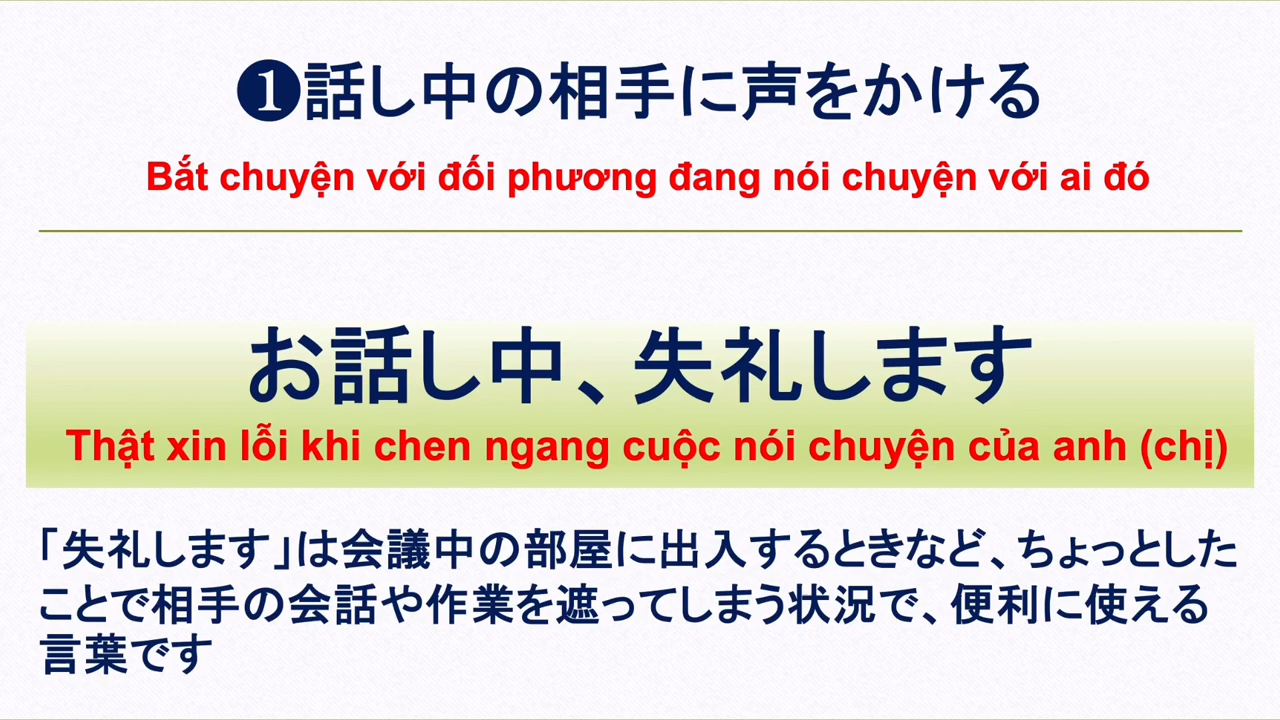 ❶話し中の相手に声をかける
Bắt chuyện với đối phương đang nói chuyện với ai đó
お話し中、失礼します
Thật xin lỗi khi chen ngang cuộc nói chuyện của anh (chị)
「失礼します」は会議中の部屋に出入するときなど、ちょっとした
ことで相手の会話や作業を遮ってしまう状況で、便利に使える
言葉です